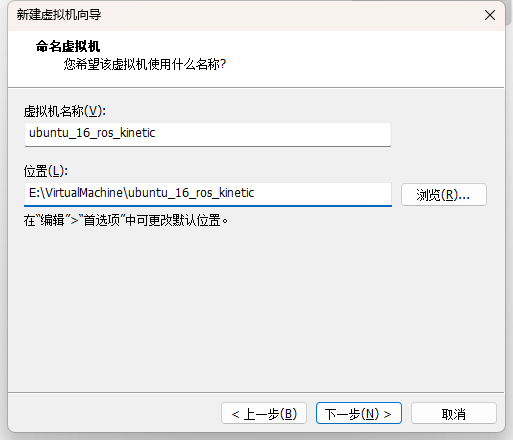 新建虚拟机向导
命名虚拟机
您希望该虚拟机使用什么名称?
虚拟机名称(V):
ubuntu_16_ros_kinetic
位置(L):
E:\VirtualMachine\ubuntu_16_ros_kinetic
浏览(R)...
在“编辑”>“首选项”中可更改默认位置。
< 上一步(B)
下一步(N) >
取消